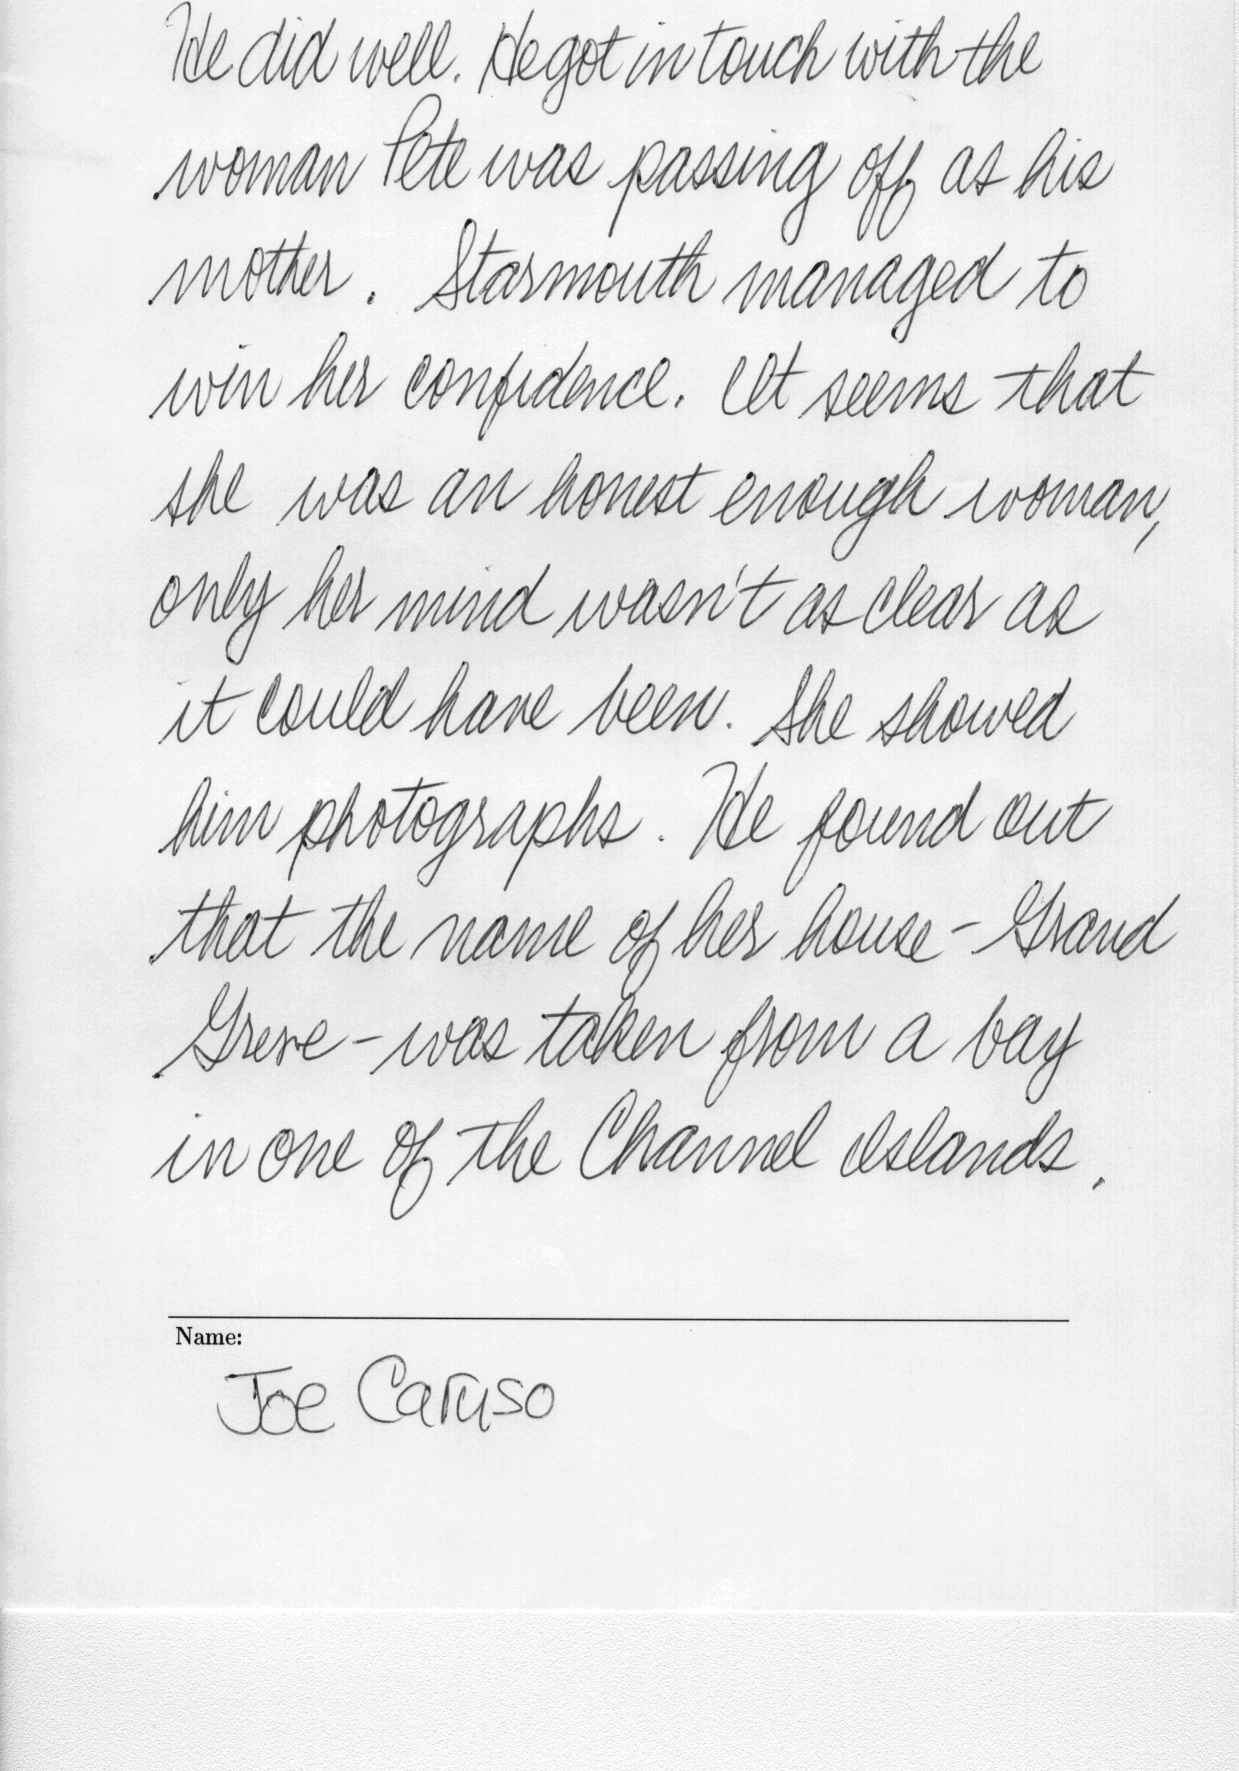 He did well. He got in touch with the
woman Pete was passing off as his
mother. Starmouth managed to
win her confidence. It seems that
she was an honest enough woman,
only her mind wasn't as clear as
it could have been. She showed
him photographs. He found out
that the name of her house - Grand
Greve - was taken from a bay
in one of the Channel Islands.
Name:
Joe Caruso